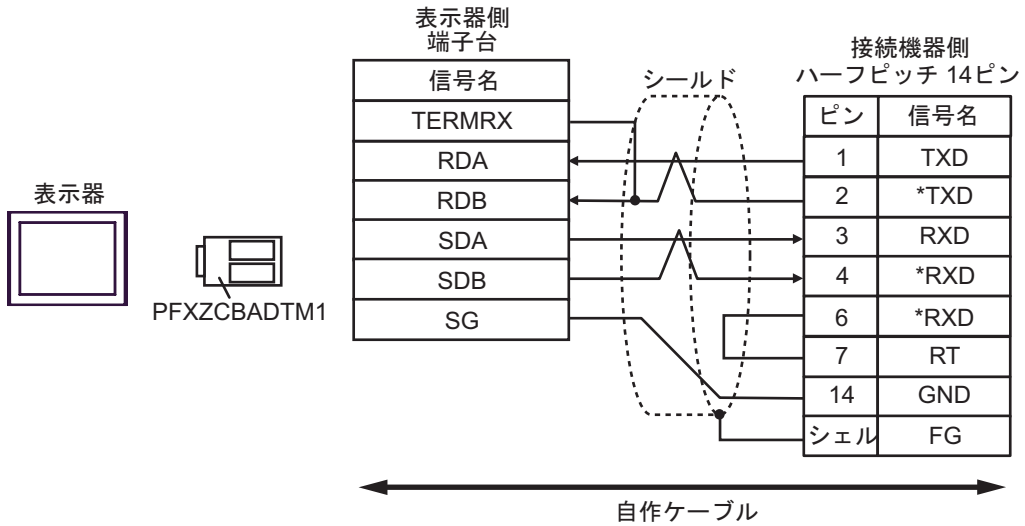 表示器側
端子台
信号名
TERMRX
RDA
RDB
SDA
SDB
SG
シールド
接続機器側
ハーフピッチ 14ピン
ピン 信号名
1 TXD
2 *TXD
3 RXD
4 *RXD
6 *RXD
7 RT
14 GND
シェル FG
表示器
PFXZCBADTM1
自作ケーブル